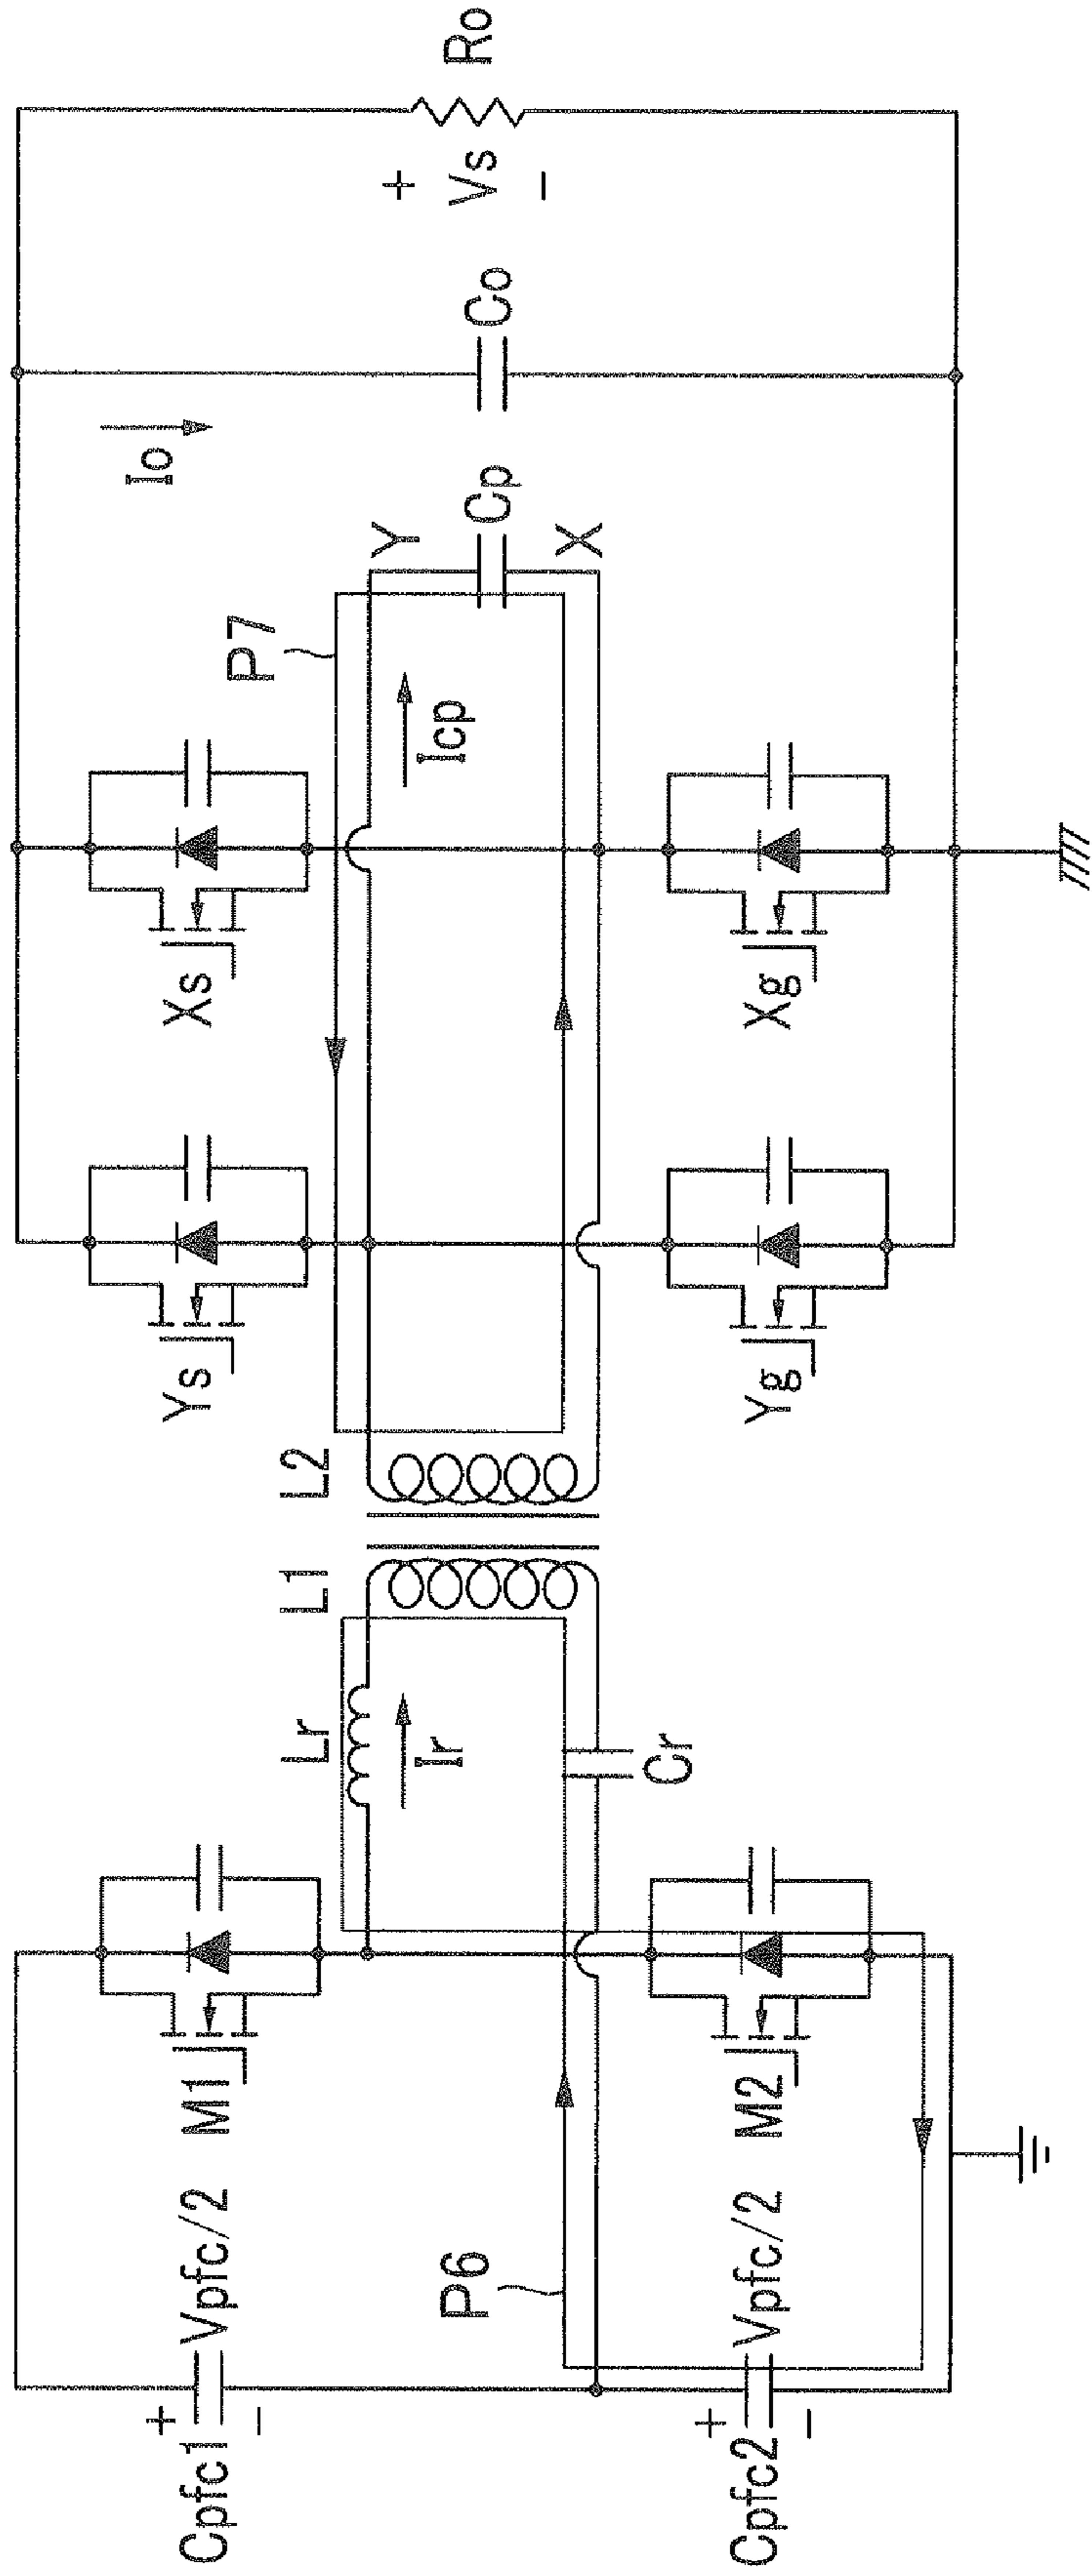 Cpfc1
+
-
Vpfc/2
M1
Cpfc2
+
-
Vpfc/2
M2
P6
Lr
Ir
Cr
L1
L2
Ys
Yg
Xs
Xg
P7
Icp
Y
Cp
X
Io
Co
+
Vs
-
Ro